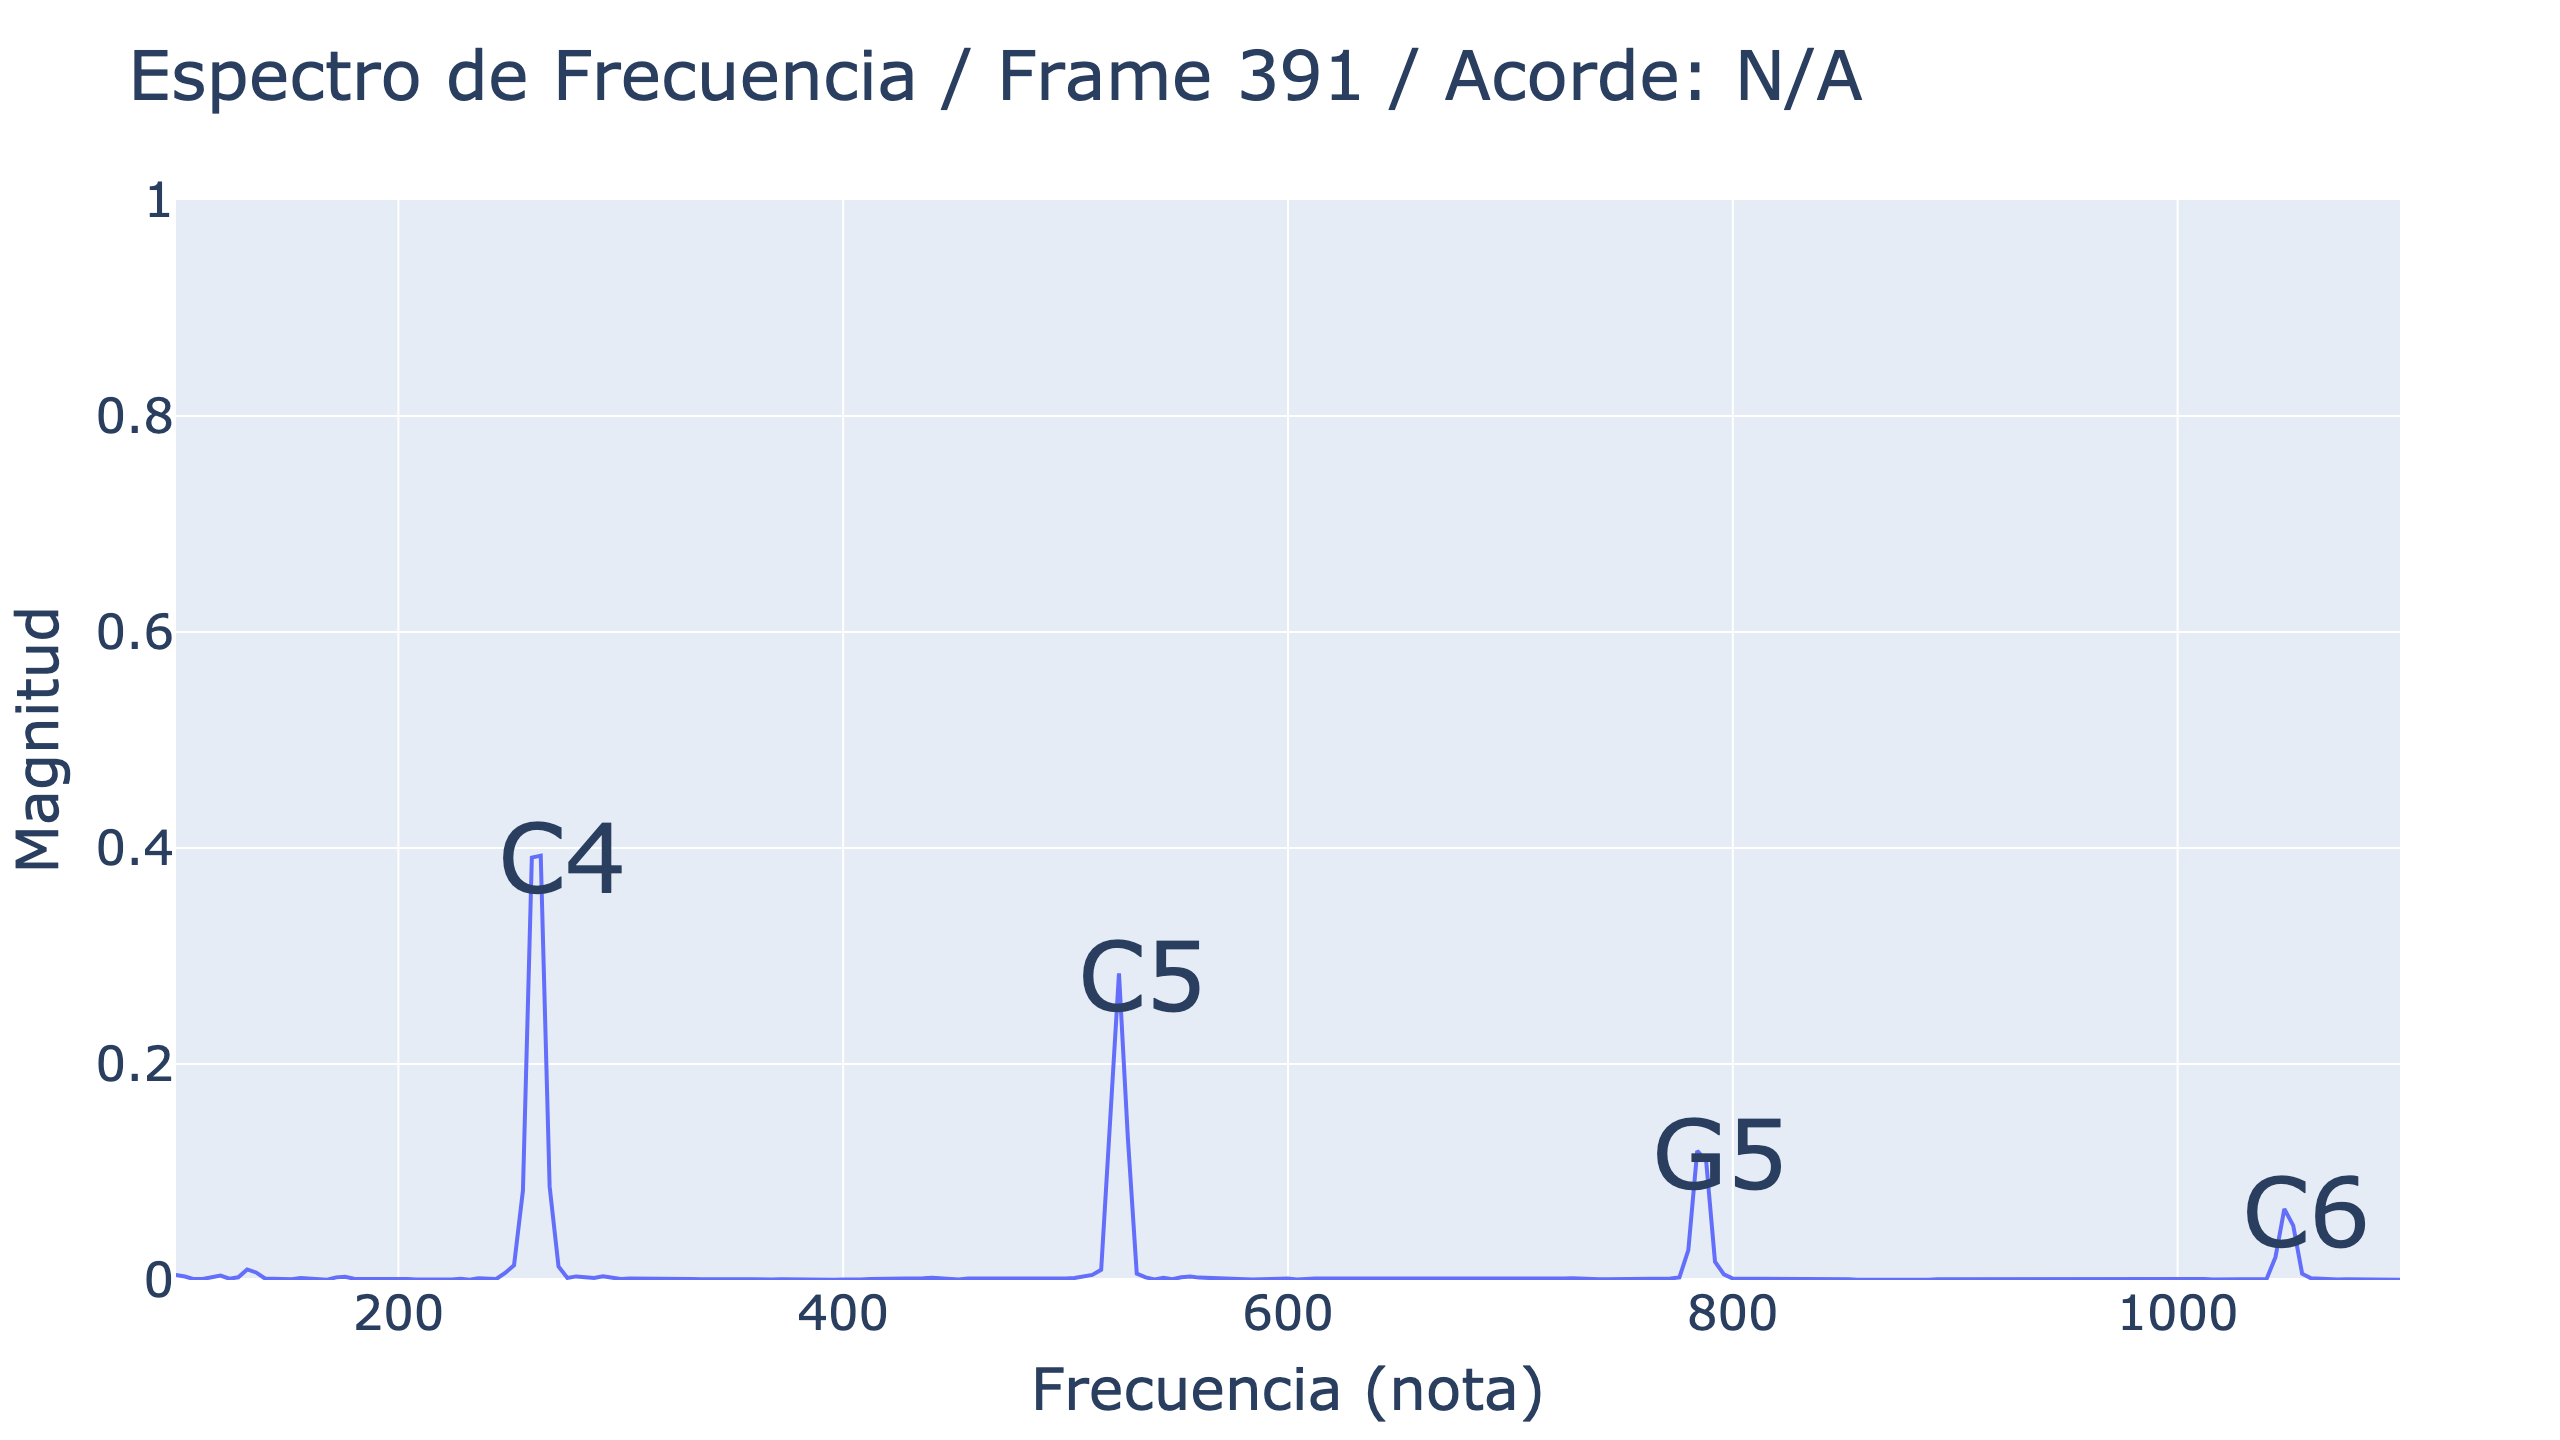 Espectro de Frecuencia / Frame 391 / Acorde: N/A
1
0.8
0.6
0.4
0.2
0
Magnitud
C4
C5
G5
C6
200 400 600 800 1000
Frecuencia (nota)